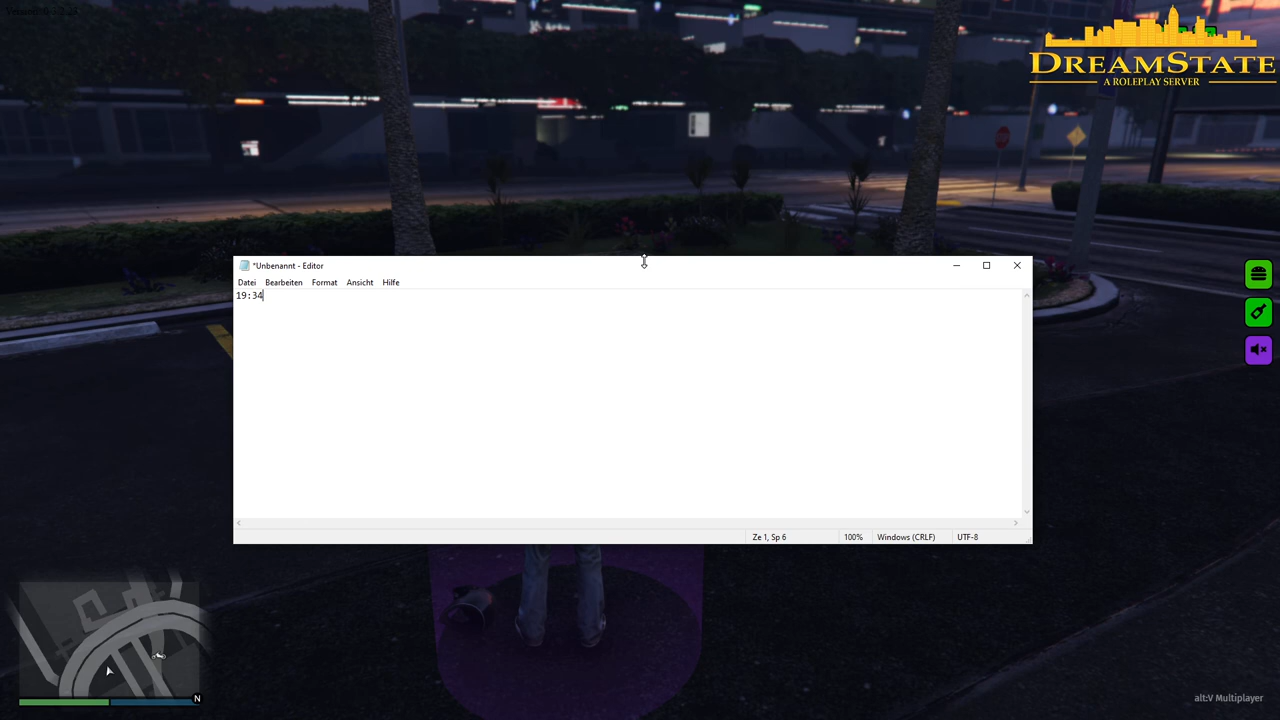 DREAMSTATE
A ROLEPLAY SERVER
*Unbenannt - Editor
Datei Bearbeiten Format Ansicht Hilfe
19:34
Ze 1, Sp 6 100% Windows (CRLF) UTF-8
N
alt:V Multiplayer